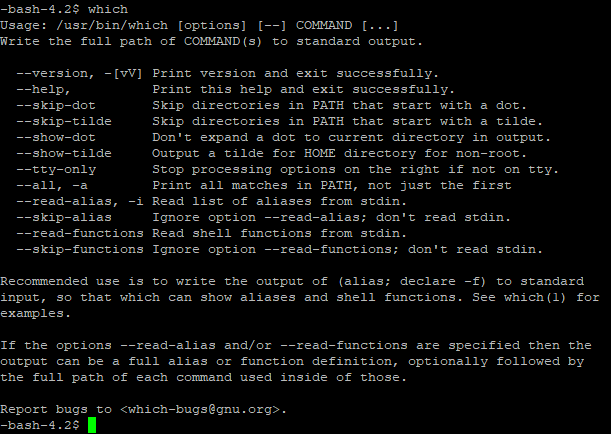 -bash-4.2$ which
Usage: /usr/bin/which [options] [--] COMMAND [...]
Write the full path of COMMAND(s) to standard output.

  --version, -[vV] Print version and exit successfully.
  --help,          Print this help and exit successfully.
  --skip-dot       Skip directories in PATH that start with a dot.
  --skip-tilde     Skip directories in PATH that start with a tilde.
  --show-dot       Don't expand a dot to current directory in output.
  --show-tilde     Output a tilde for HOME directory for non-root.
  --tty-only       Stop processing options on the right if not on tty.
  --all, -a        Print all matches in PATH, not just the first
  --read-alias, -i Read list of aliases from stdin.
  --skip-alias     Ignore option --read-alias; don't read stdin.
  --read-functions Read shell functions from stdin.
  --skip-functions Ignore option --read-functions; don't read stdin.

Recommended use is to write the output of (alias; declare -f) to standard
input, so that which can show aliases and shell functions. See which(1) for
examples.

If the options --read-alias and/or --read-functions are specified then the
output can be a full alias or function definition, optionally followed by
the full path of each command used inside of those.

Report bugs to <which-bugs@gnu.org>.
-bash-4.2$